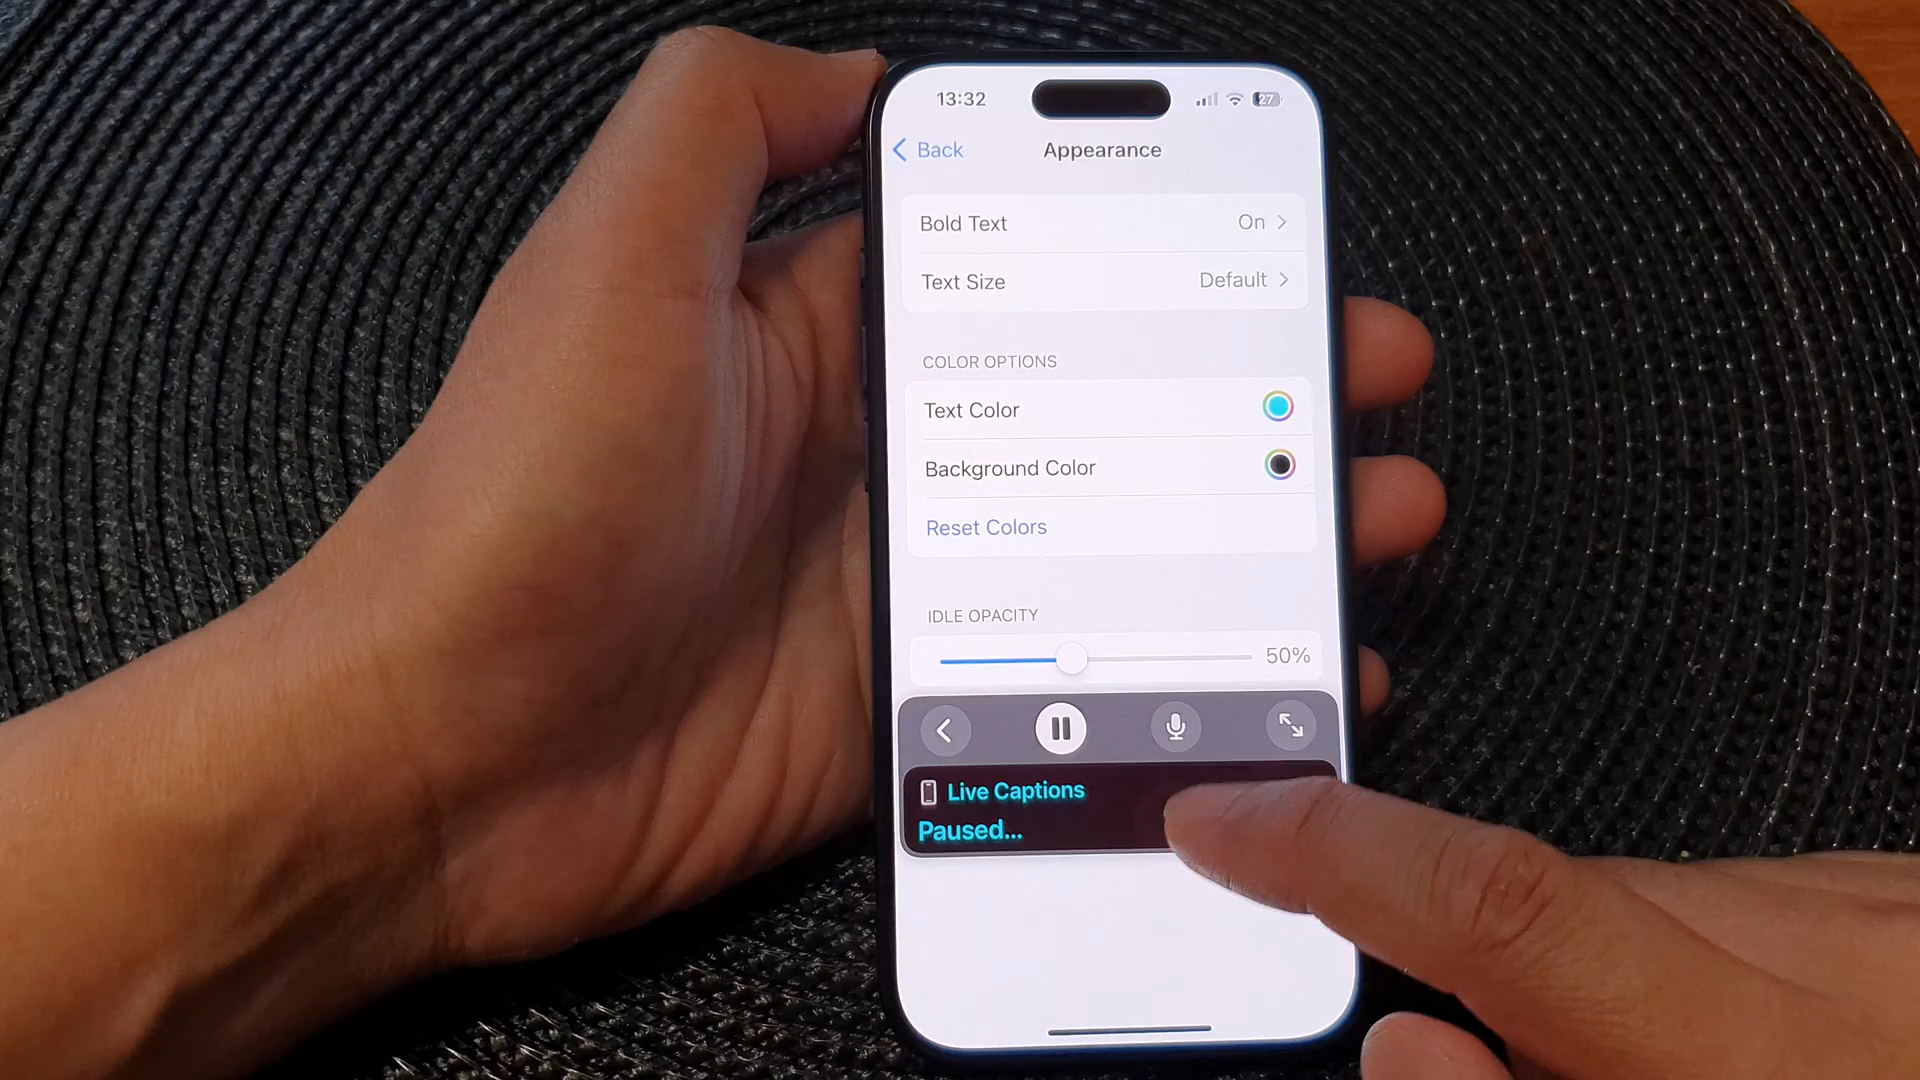 13:32
27
Back
Appearance
Bold Text On
Text Size Default
COLOR OPTIONS
Text Color
Background Color
Reset Colors
IDLE OPACITY
50%
Live Captions
Paused...